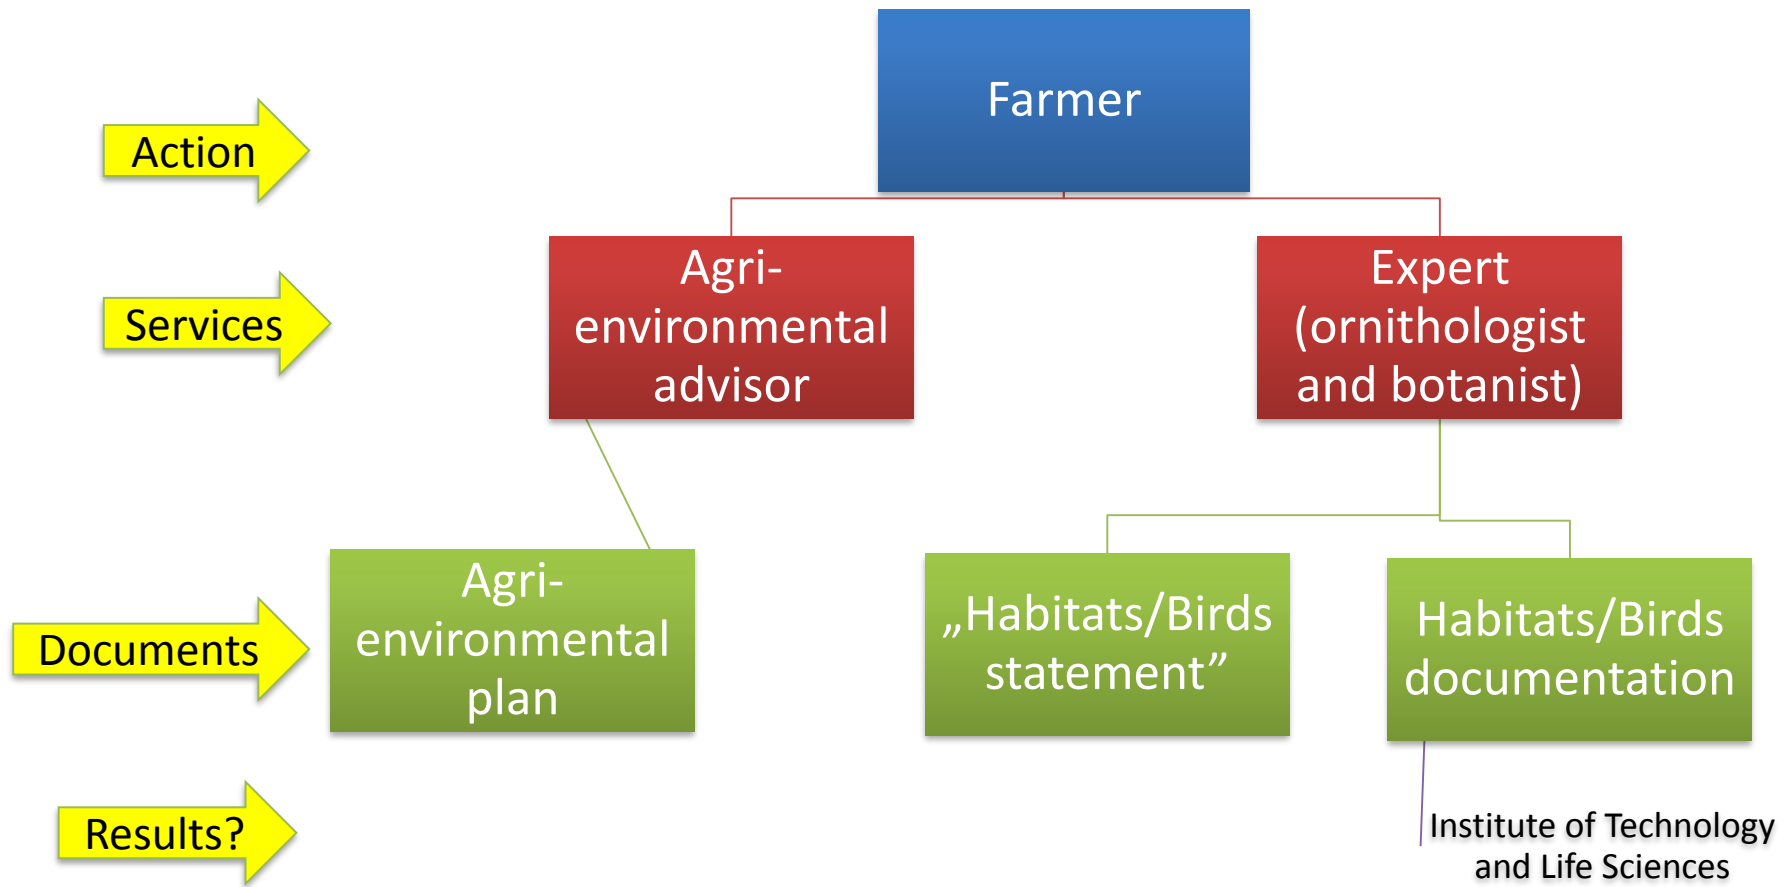 Farmer
Action
Agri-
environmental
advisor
Expert
(ornithologist
and botanist)
Services
Agri-
environmental
plan
„Habitats/Birds
statement”
Habitats/Birds
documentation
Documents
Results?
Institute of Technology
and Life Sciences